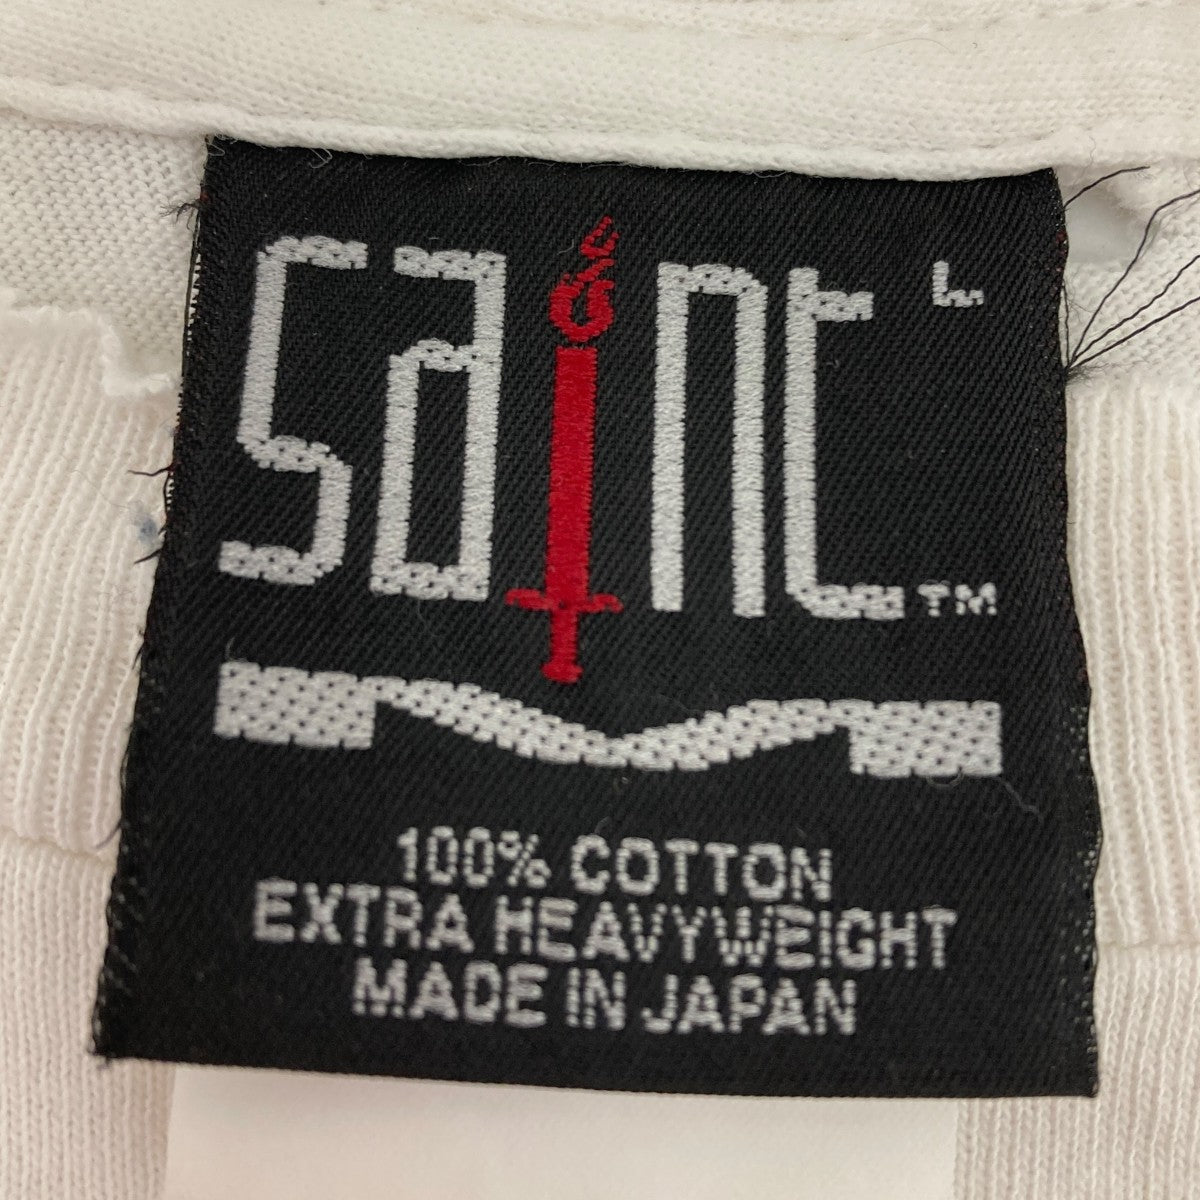 saint L
TM
100% COTTON
EXTRA HEAVYWEIGHT
MADE IN JAPAN